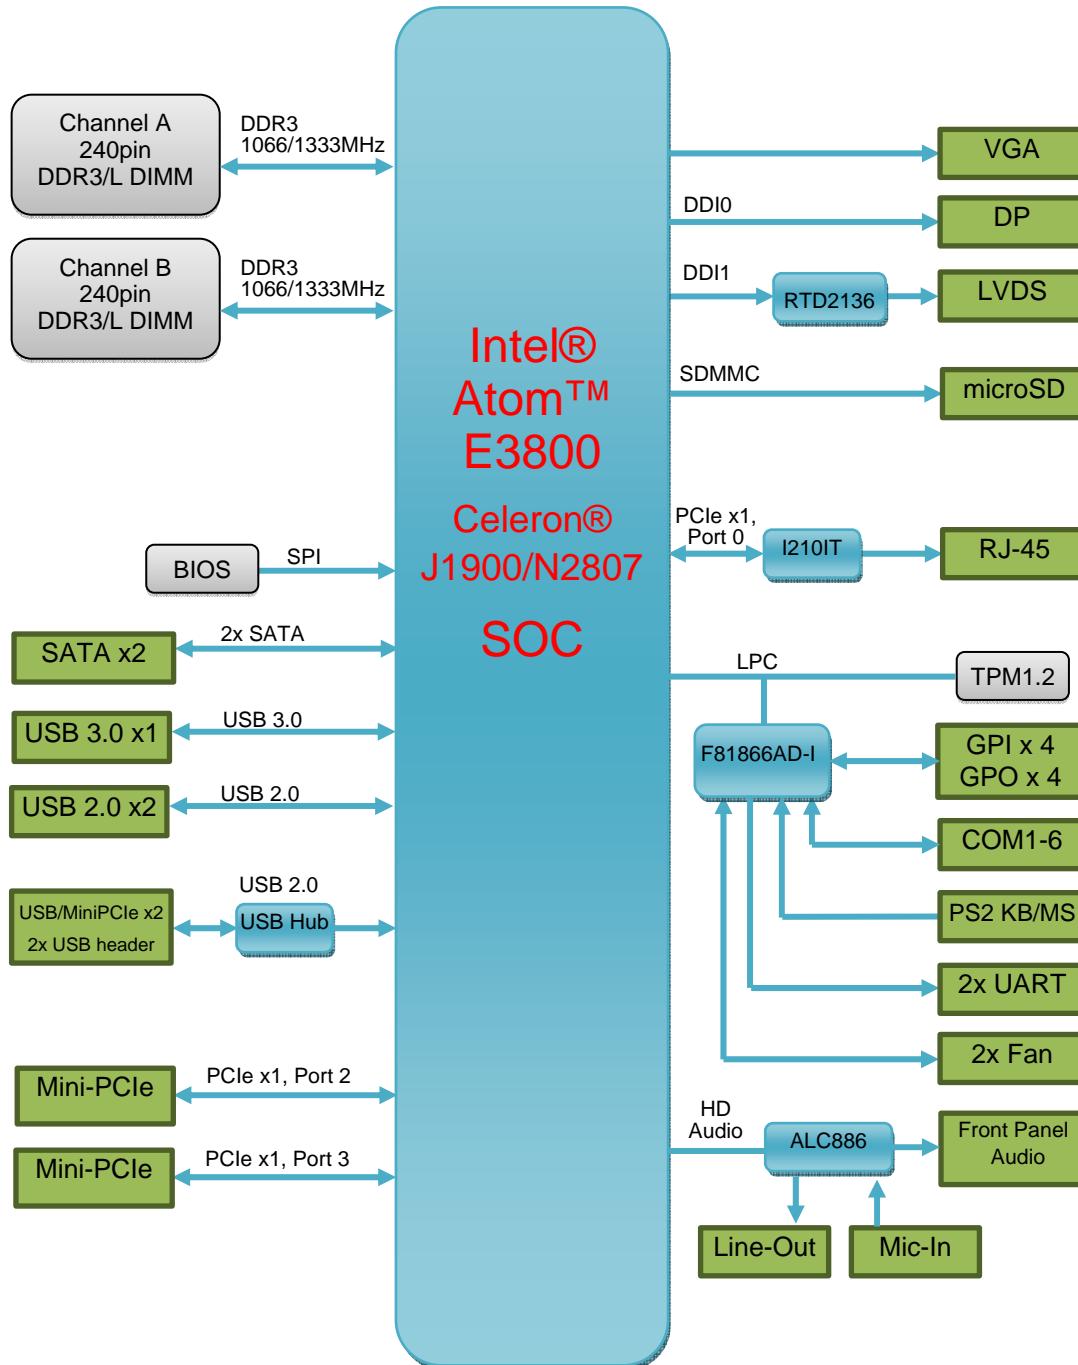 Channel A
240pin
DDR3/L DIMM
DDR3
1066/1333MHz
Channel B
240pin
DDR3/L DIMM
DDR3
1066/1333MHz
BIOS
SPI
SATA x2
2x SATA
USB 3.0 x1
USB 3.0
USB 2.0 x2
USB 2.0
USB/MiniPCIe x2
2x USB header
USB 2.0
USB Hub
Mini-PCIe
PCIe x1, Port 2
Mini-PCIe
PCIe x1, Port 3
Intel®
Atom™
E3800
Celeron®
J1900/N2807
SOC
VGA
DDI0
DP
DDI1
RTD2136
LVDS
SDMMC
microSD
PCIe x1,
Port 0
I210IT
RJ-45
LPC
TPM1.2
F81866AD-I
GPI x 4
GPO x 4
COM1-6
PS2 KB/MS
2x UART
2x Fan
HD
Audio
ALC886
Front Panel
Audio
Line-Out
Mic-In